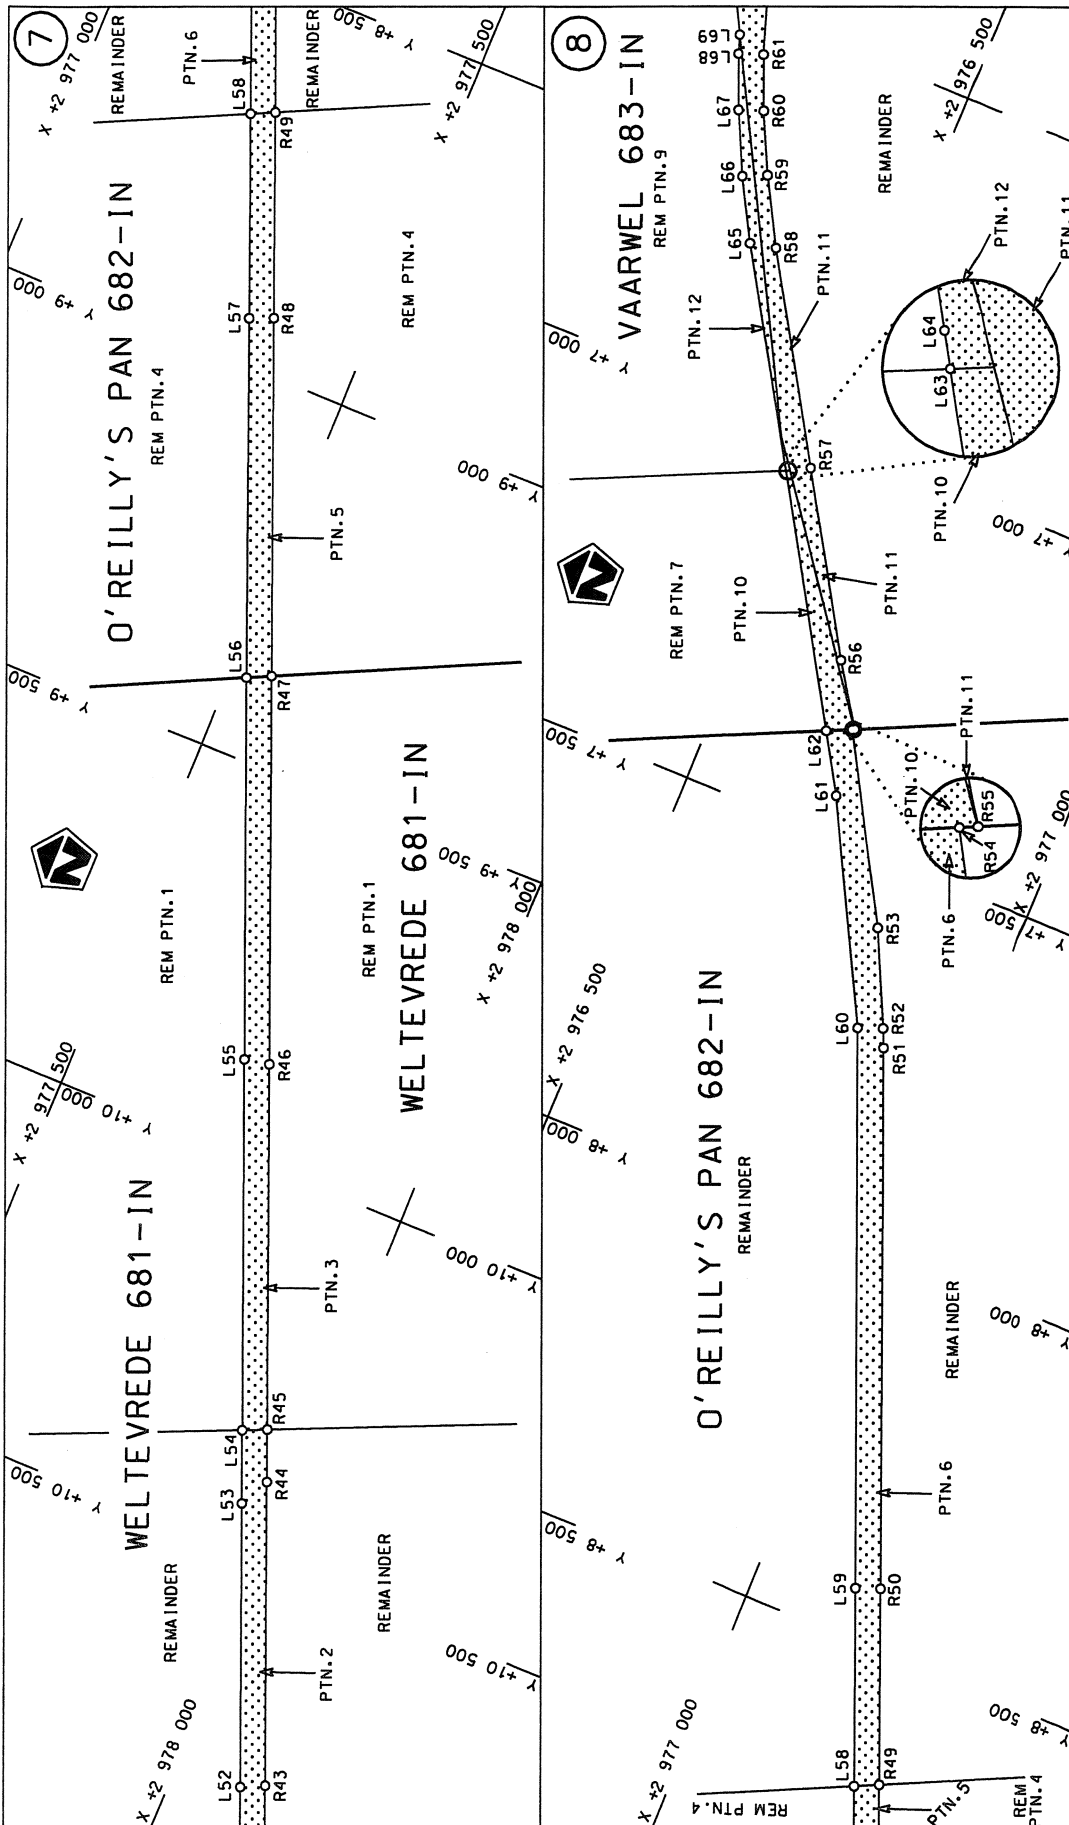 7
X +2 977 000
REMAINDER
PTN.6
REMAINDER
Y +8 500
X +2 977 500
L58
R49
O'REILLY'S PAN 682-IN
REM PTN.4
REM PTN.4
Y +9 000
L57
R48
Y +9 000
PTN.5
L56
R47
Y +9 500
N
REM PTN.1
REM PTN.1
WELTEVREDE 681-IN
Y +9 500
X +2 978 000
L55
R46
X +2 977 500
Y +10 000
WELTEVREDE 681-IN
PTN.3
Y +10 000
L54
R45
L53
R44
Y +10 500
REMAINDER
REMAINDER
PTN.2
Y +10 500
L52
R43
X +2 978 000
8
VAARWEL 683-IN
REM PTN.9
L69
L68
R61
L67
R60
L66
R59
L65
R58
REMAINDER
X +2 976 500
PTN.11
PTN.12
PTN.12
PTN.11
L64
L63
PTN.10
Y +7 000
Y +7 000
R57
N
REM PTN.7
PTN.10
PTN.11
R56
L62
L61
Y +7 500
PTN.10
PTN.11
R55
R54
PTN.6
X +2 977 000
Y +7 500
R53
L60
R52
R51
X +2 976 500
Y +8 000
O'REILLY'S PAN 682-IN
REMAINDER
REMAINDER
Y +8 000
PTN.6
Y +8 500
L59
R50
X +2 977 000
Y +8 500
L58
R49
REM PTN.4
PTN.5
REM
PTN.4